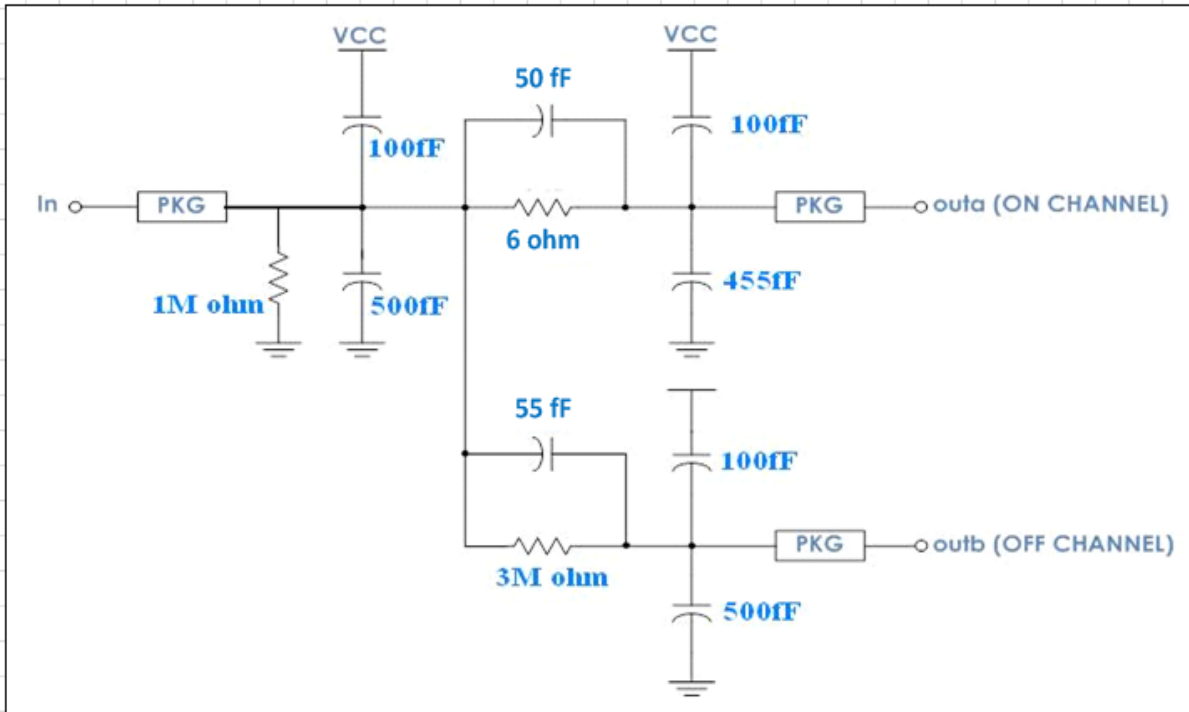 VCC
VCC
50 fF
100fF
100fF
In
PKG
6 ohm
PKG
outa (ON CHANNEL)
1M ohm
500fF
455fF
55 fF
100fF
3M ohm
PKG
outb (OFF CHANNEL)
500fF